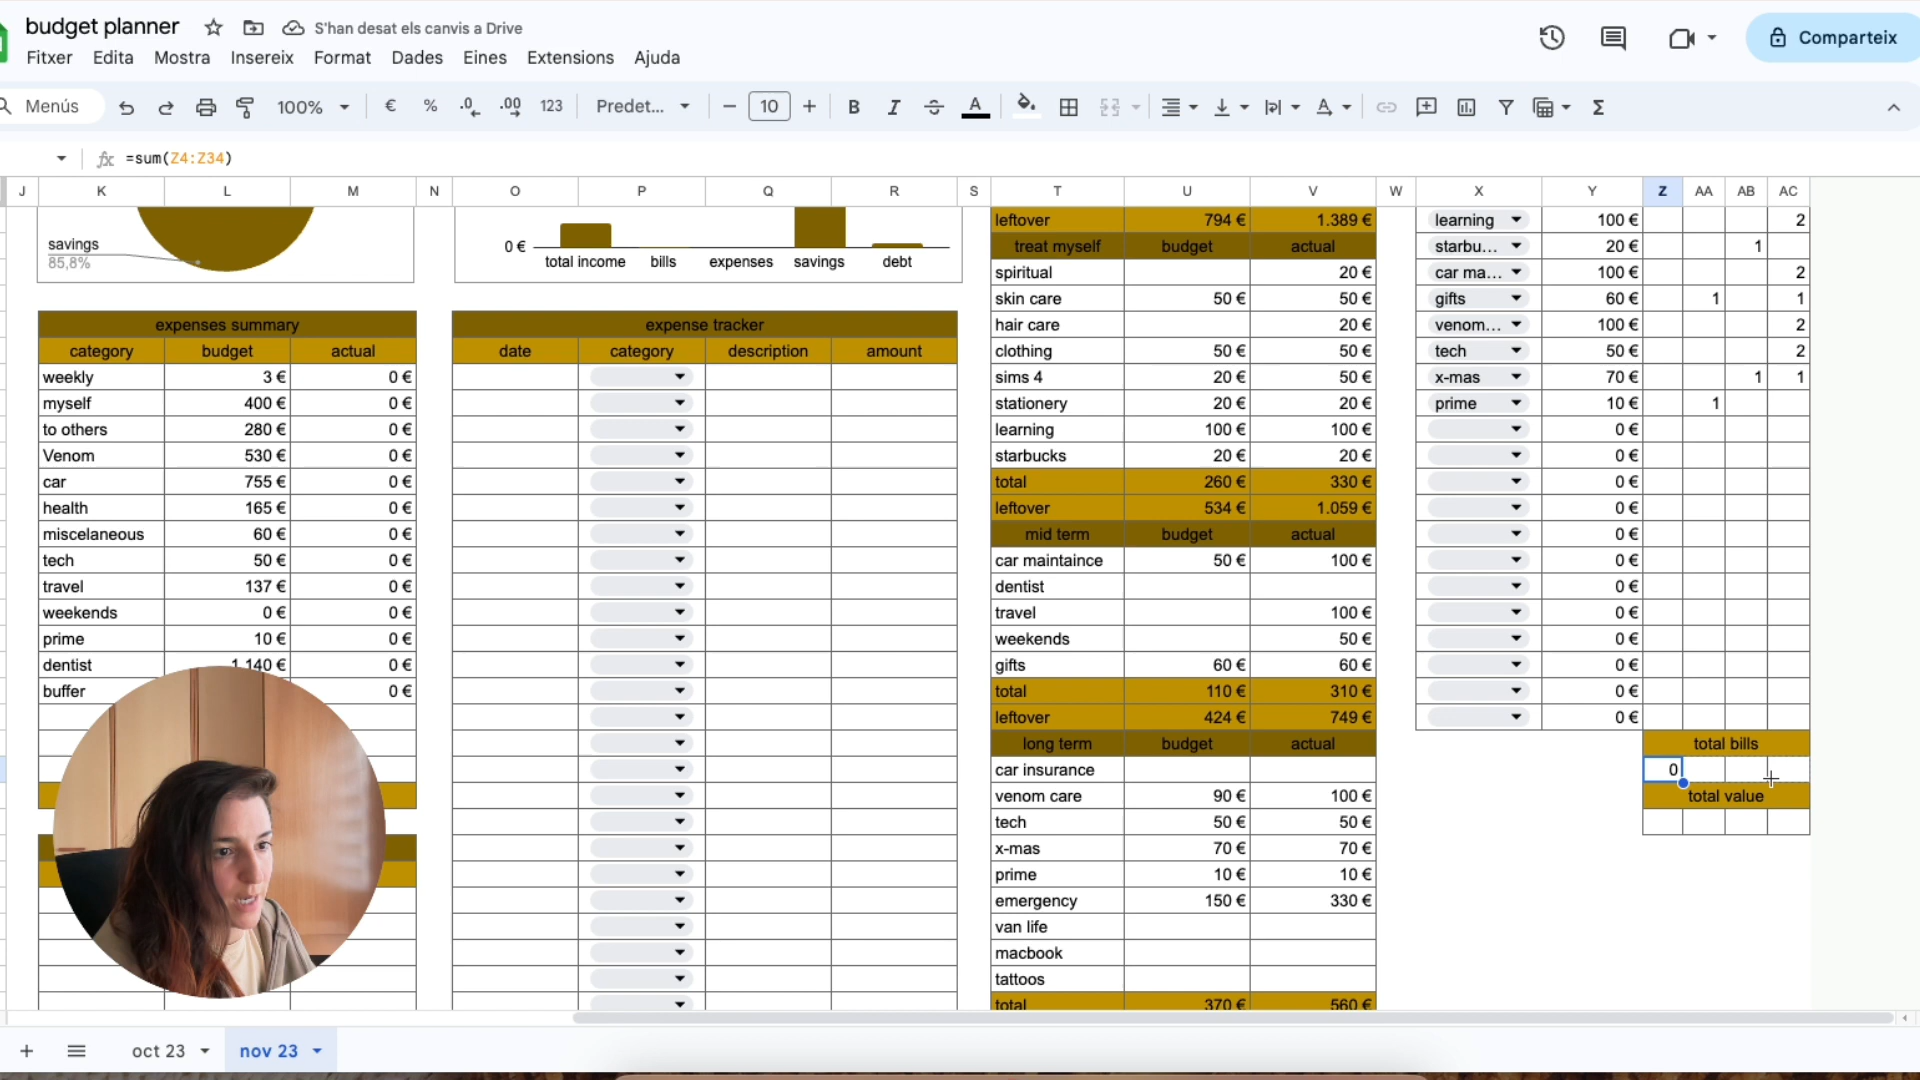 budget planner S'han desat els canvis a Drive
Fitxer Edita Mostra Insereix Format Dades Eines Extensions Ajuda
Comparteix
Menús 100% € % .0 .00 123 Predet... 10 B I A Σ
fx =sum(Z4:Z34)
J K L M N O P Q R S T U V W X Y Z AA AB AC
savings
85,8%
0 €
total income bills expenses savings debt
expenses summary
category budget actual
weekly 3 € 0 €
myself 400 € 0 €
to others 280 € 0 €
Venom 530 € 0 €
car 755 € 0 €
health 165 € 0 €
miscelaneous 60 € 0 €
tech 50 € 0 €
travel 137 € 0 €
weekends 0 € 0 €
prime 10 € 0 €
dentist 1.140 € 0 €
buffer 0 €
expense tracker
date category description amount
leftover 794 € 1.389 €
treat myself budget actual
spiritual 20 €
skin care 50 € 50 €
hair care 20 €
clothing 50 € 50 €
sims 4 20 € 50 €
stationery 20 € 20 €
learning 100 € 100 €
starbucks 20 € 20 €
total 260 € 330 €
leftover 534 € 1.059 €
mid term budget actual
car maintaince 50 € 100 €
dentist
travel 100 €
weekends 50 €
gifts 60 € 60 €
total 110 € 310 €
leftover 424 € 749 €
long term budget actual
car insurance
venom care 90 € 100 €
tech 50 € 50 €
x-mas 70 € 70 €
prime 10 € 10 €
emergency 150 € 330 €
van life
macbook
tattoos
total 370 € 560 €
learning 100 € 2
starbu... 20 € 1
car ma... 100 € 2
gifts 60 € 1 1
venom... 100 € 2
tech 50 € 2
x-mas 70 € 1 1
prime 10 € 1
0 €
0 €
0 €
0 €
0 €
0 €
0 €
0 €
0 €
0 €
0 €
0 €
total bills
0
total value
oct 23 nov 23